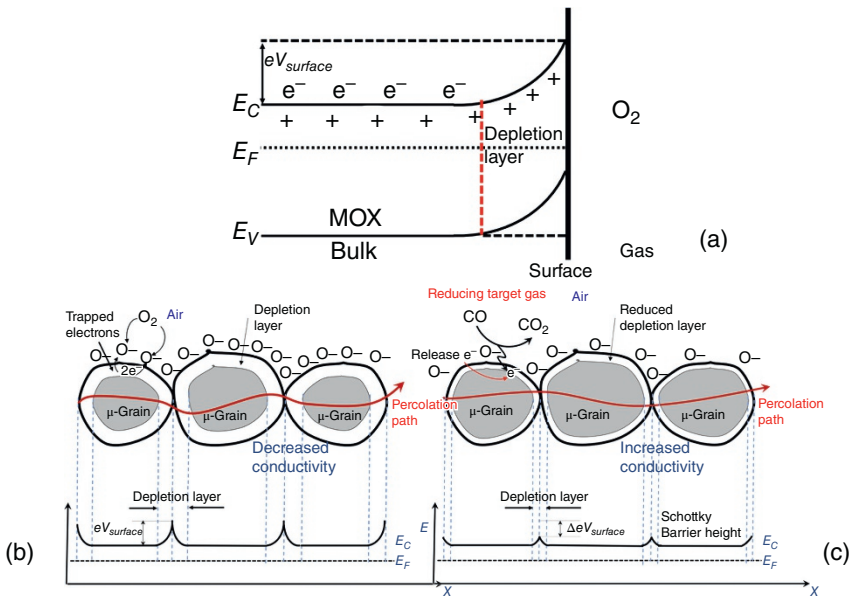 eV_surface
e⁻ e⁻ e⁻ e⁻
E_C
+ + + + + + + +
O₂
Depletion
layer
E_F
MOX
E_V
Bulk
(a)
Gas
Surface
Trapped
electrons
O₂
Air
Depletion
layer
O– O– O– O– O– O– O– O– O– O– O– O–
2e⁻
μ-Grain
μ-Grain
μ-Grain
Percolation
path
Decreased
conductivity
Depletion layer
eV_surface
E_C
E_F
(b)
X
Reducing target gas
Air
CO
CO₂
Reduced
depletion layer
Release e⁻
e⁻
O– O– O– O– O– O– O– O– O–
μ-Grain
μ-Grain
μ-Grain
Percolation
path
Increased
conductivity
Depletion layer
E
ΔeV_surface
Schottky
Barrier height
E_C
E_F
(c)
X